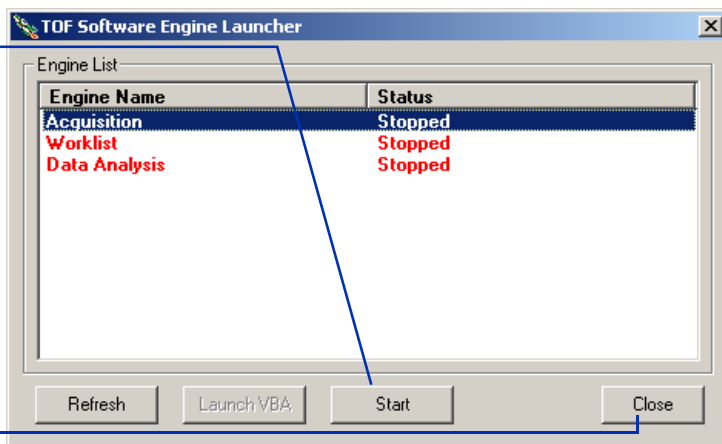 TOF Software Engine Launcher
Engine List
Engine Name Status
Acquisition Stopped
Worklist Stopped
Data Analysis Stopped
Refresh Launch VBA Start Close